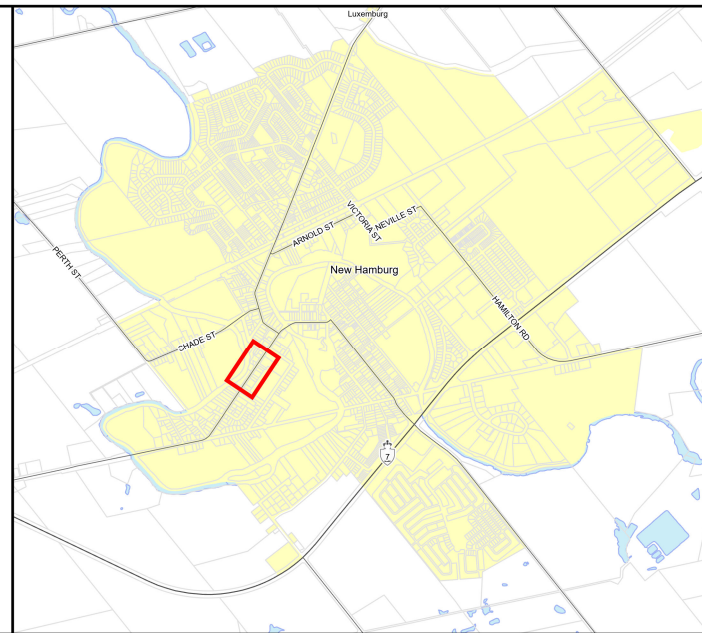 Luxemburg
VICTORIA ST
NEVILLE ST
ARNOLD ST
PERTH ST
New Hamburg
HAMILTON RD
CHADE ST
7